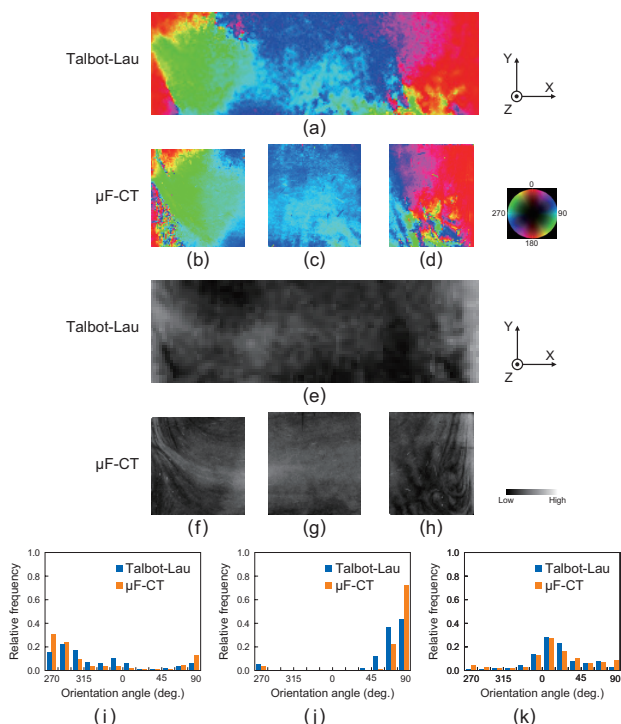 Talbot-Lau
Y
X
Z
(a)
μF-CT
0
270
90
180
(b) (c) (d)
Talbot-Lau
Y
X
Z
(e)
μF-CT
Low High
(f) (g) (h)
1.0
0.8
0.6
0.4
0.2
0.0
Relative frequency
Talbot-Lau
μF-CT
270 315 0 45 90
Orientation angle (deg.)
(i)
1.0
0.8
0.6
0.4
0.2
0.0
Relative frequency
Talbot-Lau
μF-CT
270 315 0 45 90
Orientation angle (deg.)
(j)
1.0
0.8
0.6
0.4
0.2
0.0
Relative frequency
Talbot-Lau
μF-CT
270 315 0 45 90
Orientation angle (deg.)
(k)